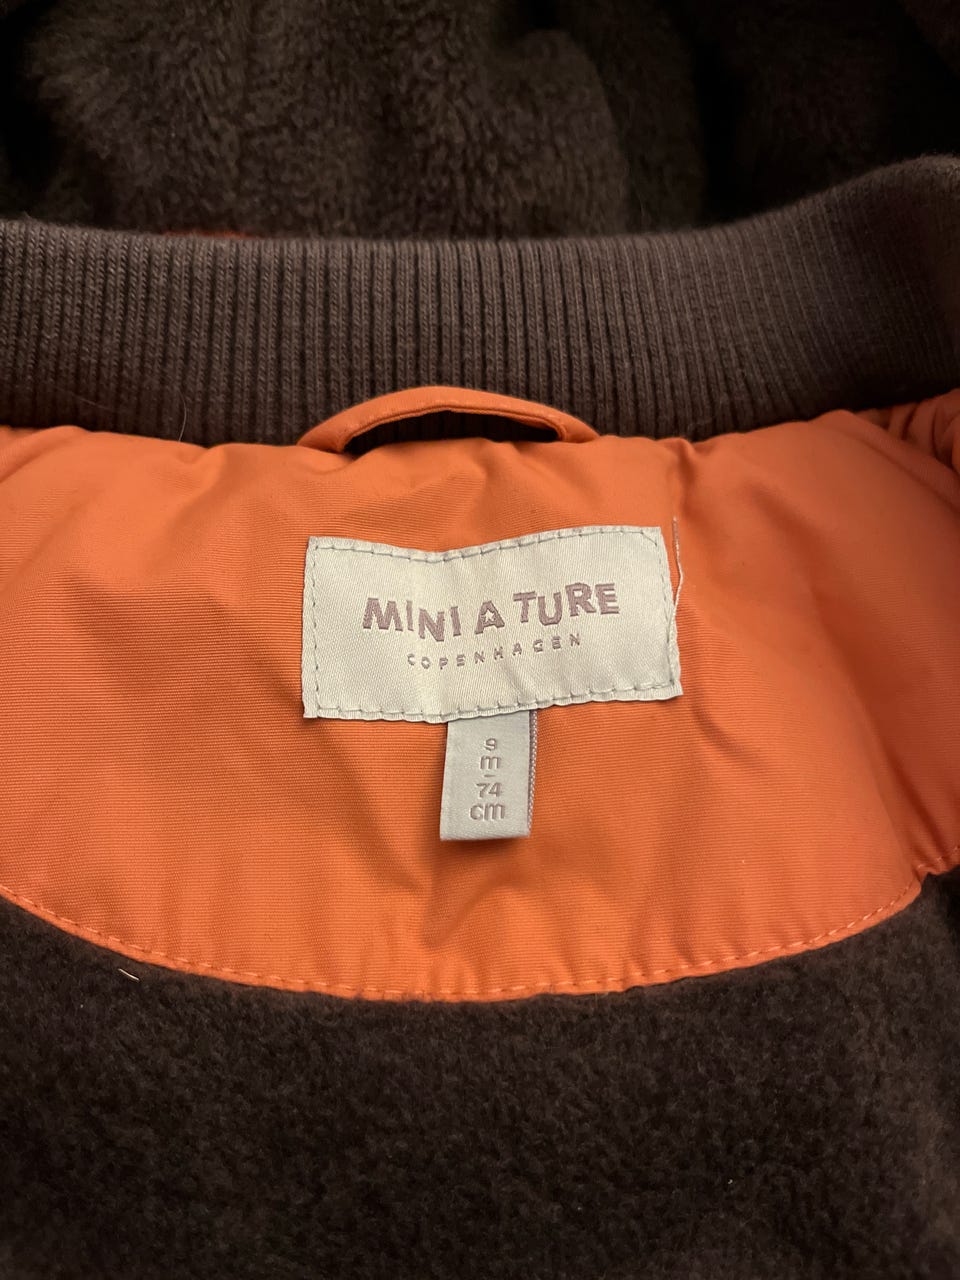 MINI A TURE
COPENHAGEN
9
m
-
74
cm